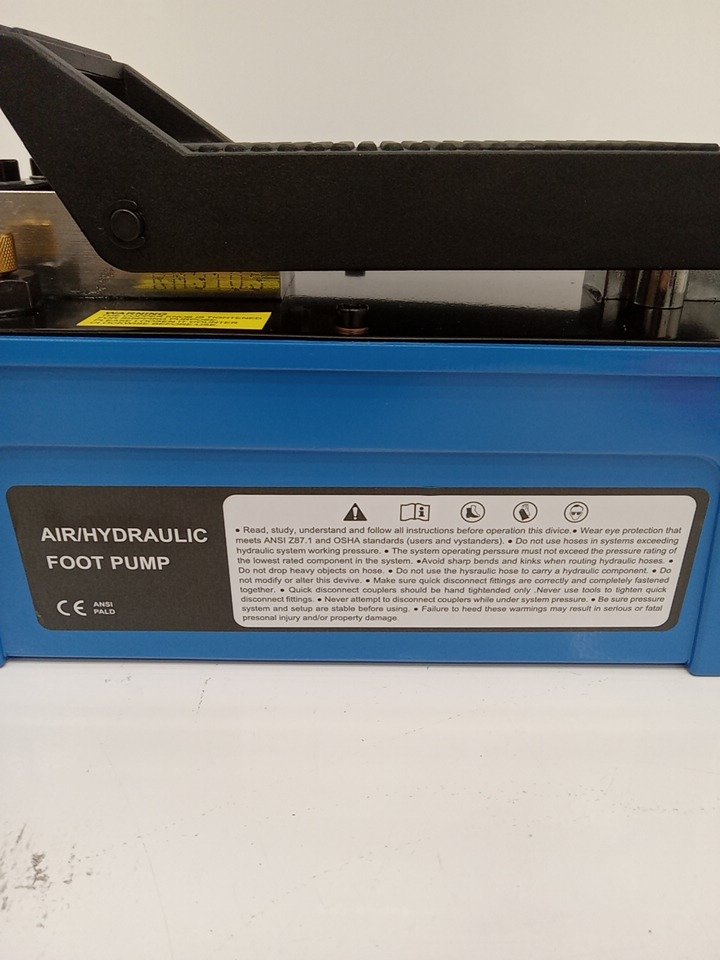 RN3103
WARNING
AIR/HYDRAULIC
FOOT PUMP
CE ANSI
PALD
• Read, study, understand and follow all instructions before operation this divice.• Wear eye protection that
meets ANSI Z87.1 and OSHA standards (users and vystanders). • Do not use hoses in systems exceeding
hydraulic system working pressure. • The system operating perssure must not exceed the pressure rating of
the lowest rated component in the system. •Avoid sharp bends and kinks when routing hydraulic hoses. •
Do not drop heavy objects on hose. • Do not use the hysraulic hose to carry a hydraulic component. • Do
not modify or alter this devive. • Make sure quick disconnect fittings are correctly and completely fastened
together. • Quick disconnect couplers should be hand tightended only .Never use tools to tighten quick
disconnect fittings. • Never attempt to disconnect couplers while under system pressure. • Be sure pressure
system and setup are stable before using. • Failure to heed these warnings may result in serious or fatal
presonal injury and/or property damage.